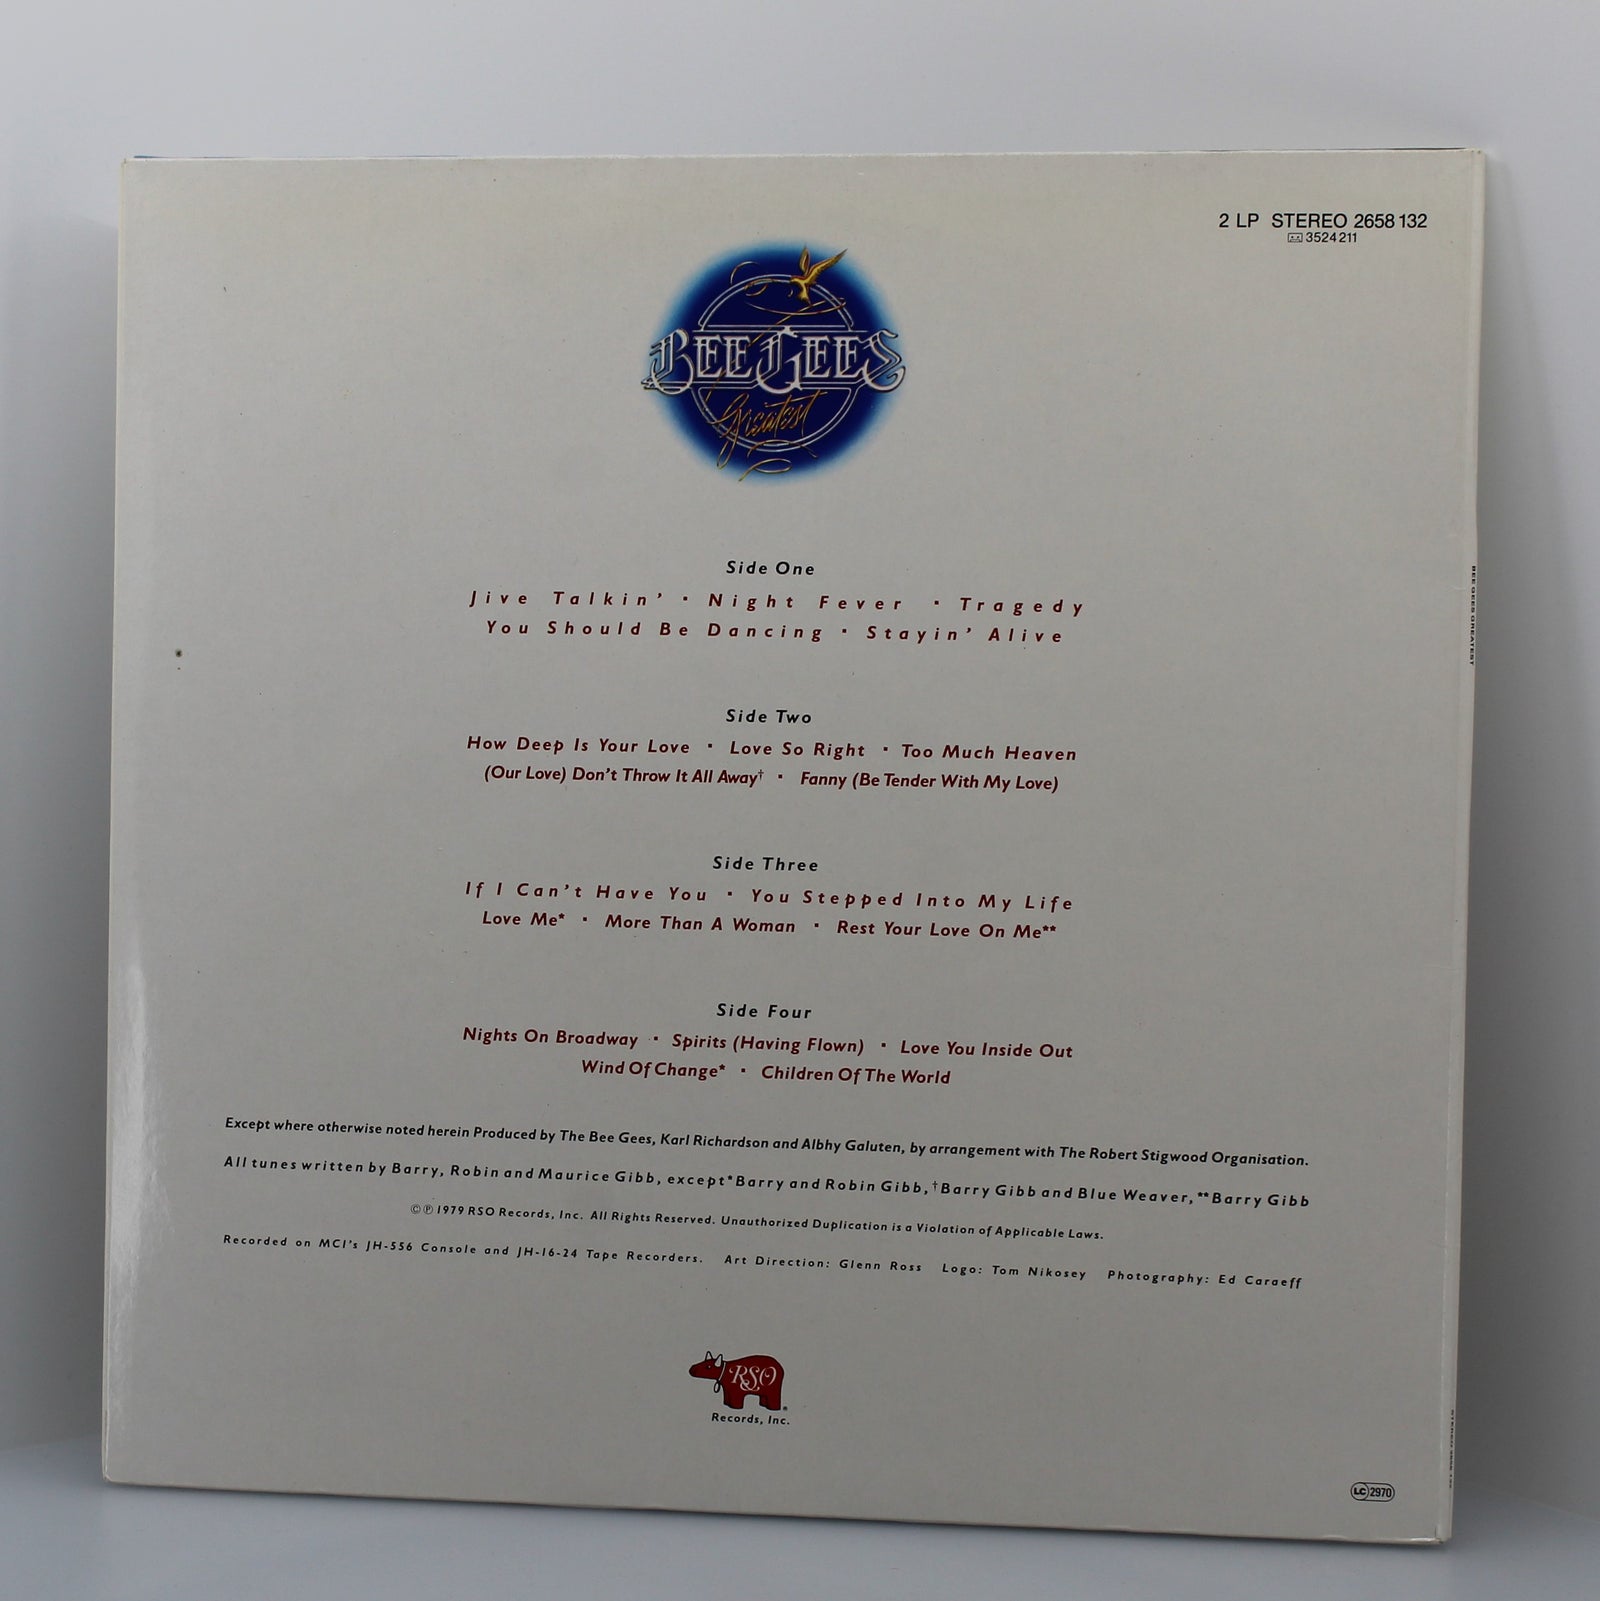 2 LP STEREO 2658 132
3524 211
BEE GEES
Greatest
Side One
Jive Talkin’ · Night Fever · Tragedy
You Should Be Dancing · Stayin’ Alive
Side Two
How Deep Is Your Love · Love So Right · Too Much Heaven
(Our Love) Don’t Throw It All Away† · Fanny (Be Tender With My Love)
Side Three
If I Can’t Have You · You Stepped Into My Life
Love Me* · More Than A Woman · Rest Your Love On Me**
Side Four
Nights On Broadway · Spirits (Having Flown) · Love You Inside Out
Wind Of Change* · Children Of The World
Except where otherwise noted herein Produced by The Bee Gees, Karl Richardson and Albhy Galuten, by arrangement with The Robert Stigwood Organisation.
All tunes written by Barry, Robin and Maurice Gibb, except*Barry and Robin Gibb,†Barry Gibb and Blue Weaver,**Barry Gibb
©℗1979 RSO Records, Inc. All Rights Reserved. Unauthorized Duplication is a Violation of Applicable Laws.
Recorded on MCI’s JH-556 Console and JH-16-24 Tape Recorders. Art Direction: Glenn Ross Logo: Tom Nikosey Photography: Ed Caraeff
RSO
®
Records, Inc.
LC 2970
BEE GEES GREATEST
STEREO 2658 132